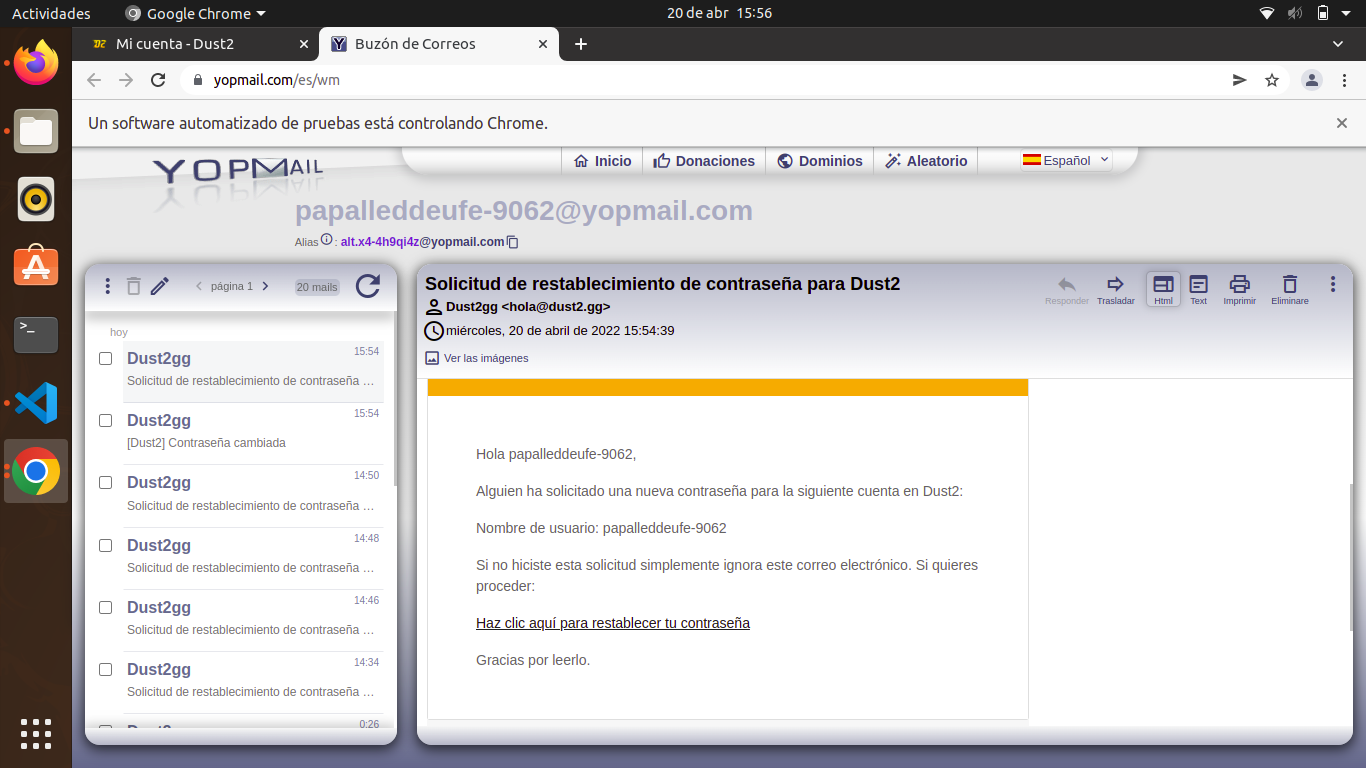 Actividades
Google Chrome
20 de abr 15:56
Mi cuenta - Dust2
Buzón de Correos
yopmail.com/es/wm
Un software automatizado de pruebas está controlando Chrome.
YOPMAIL
Inicio
Donaciones
Dominios
Aleatorio
Español
papalleddeufe-9062@yopmail.com
Alias : alt.x4-4h9qi4z@yopmail.com
página 1
20 mails
hoy
Dust2gg 15:54
Solicitud de restablecimiento de contraseña …
Dust2gg 15:54
[Dust2] Contraseña cambiada
Dust2gg 14:50
Solicitud de restablecimiento de contraseña …
Dust2gg 14:48
Solicitud de restablecimiento de contraseña …
Dust2gg 14:46
Solicitud de restablecimiento de contraseña …
Dust2gg 14:34
Solicitud de restablecimiento de contraseña …
Dust2gg 0:26
Solicitud de restablecimiento de contraseña para Dust2
Dust2gg <hola@dust2.gg>
miércoles, 20 de abril de 2022 15:54:39
Ver las imágenes
Responder
Trasladar
Html
Text
Imprimir
Eliminare
Hola papalleddeufe-9062,
Alguien ha solicitado una nueva contraseña para la siguiente cuenta en Dust2:
Nombre de usuario: papalleddeufe-9062
Si no hiciste esta solicitud simplemente ignora este correo electrónico. Si quieres
proceder:
Haz clic aquí para restablecer tu contraseña
Gracias por leerlo.